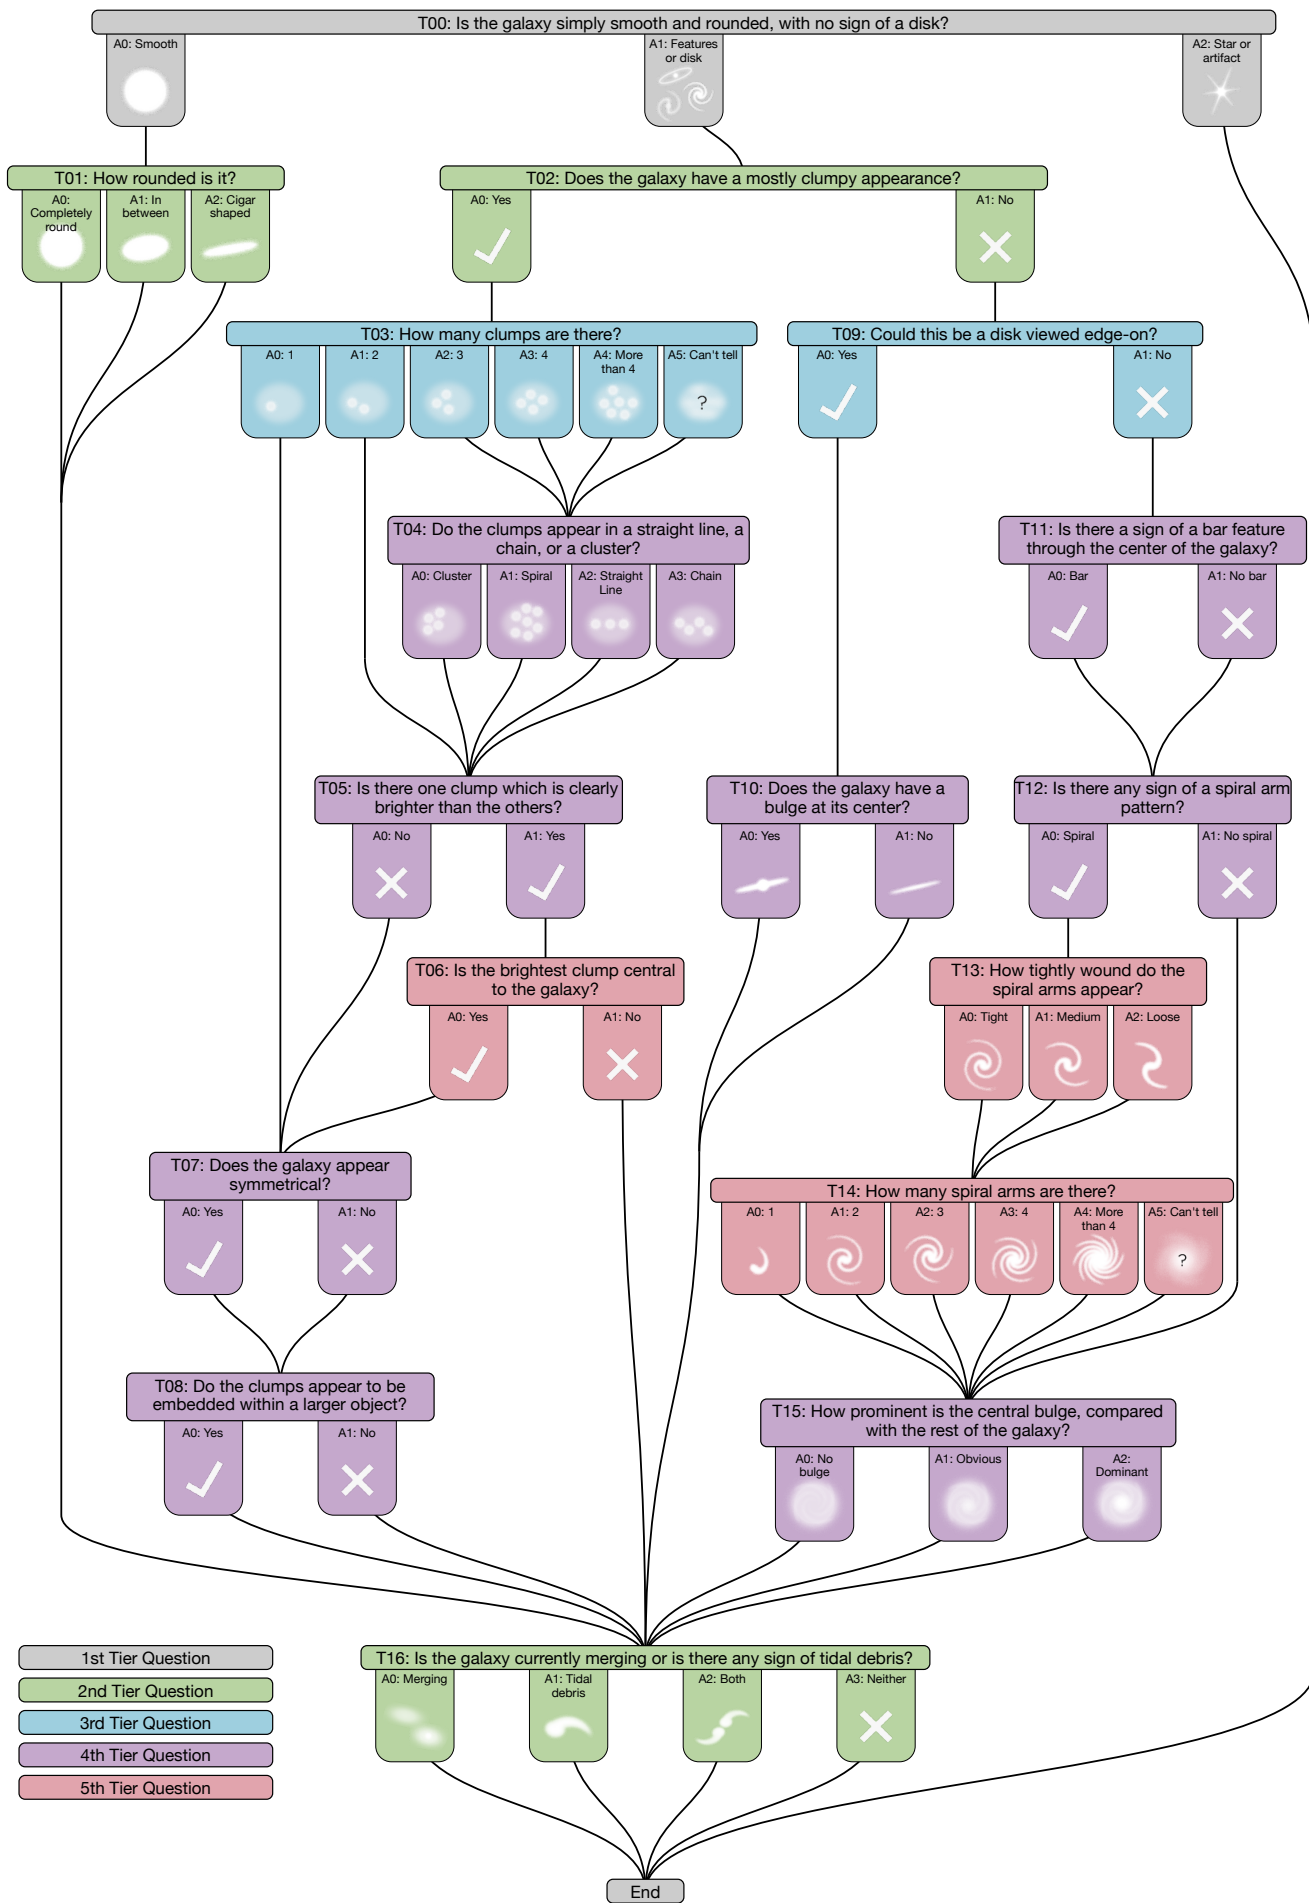 T00: Is the galaxy simply smooth and rounded, with no sign of a disk?
A0: Smooth
A1: Features
or disk
A2: Star or
artifact
T01: How rounded is it?
A0:
Completely
round
A1: In
between
A2: Cigar
shaped
T02: Does the galaxy have a mostly clumpy appearance?
A0: Yes
A1: No
T03: How many clumps are there?
A0: 1
A1: 2
A2: 3
A3: 4
A4: More
than 4
A5: Can't tell
?
T09: Could this be a disk viewed edge-on?
A0: Yes
A1: No
T04: Do the clumps appear in a straight line, a
chain, or a cluster?
A0: Cluster
A1: Spiral
A2: Straight
Line
A3: Chain
T11: Is there a sign of a bar feature
through the center of the galaxy?
A0: Bar
A1: No bar
T05: Is there one clump which is clearly
brighter than the others?
A0: No
A1: Yes
T10: Does the galaxy have a
bulge at its center?
A0: Yes
A1: No
T12: Is there any sign of a spiral arm
pattern?
A0: Spiral
A1: No spiral
T06: Is the brightest clump central
to the galaxy?
A0: Yes
A1: No
T13: How tightly wound do the
spiral arms appear?
A0: Tight
A1: Medium
A2: Loose
T07: Does the galaxy appear
symmetrical?
A0: Yes
A1: No
T14: How many spiral arms are there?
A0: 1
A1: 2
A2: 3
A3: 4
A4: More
than 4
A5: Can't tell
?
T08: Do the clumps appear to be
embedded within a larger object?
A0: Yes
A1: No
T15: How prominent is the central bulge, compared
with the rest of the galaxy?
A0: No
bulge
A1: Obvious
A2:
Dominant
T16: Is the galaxy currently merging or is there any sign of tidal debris?
A0: Merging
A1: Tidal
debris
A2: Both
A3: Neither
1st Tier Question
2nd Tier Question
3rd Tier Question
4th Tier Question
5th Tier Question
End